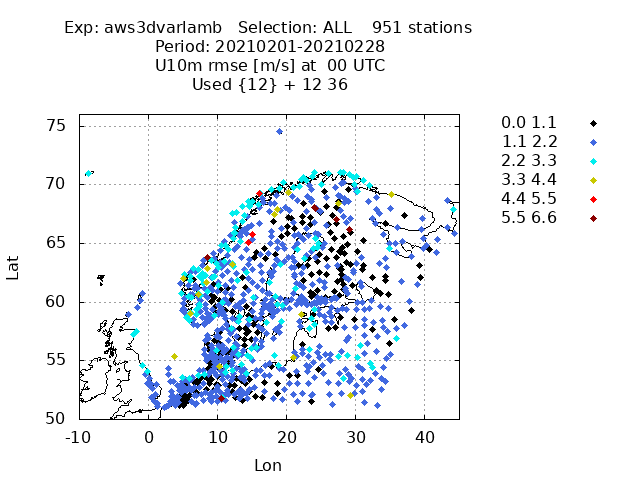 Exp: aws3dvarlamb   Selection: ALL    951 stations
Period: 20210201-20210228
U10m rmse [m/s] at  00 UTC
Used {12} + 12 36
75
70
65
60
55
50
Lat
-10 0 10 20 30 40
Lon
0.0 1.1
1.1 2.2
2.2 3.3
3.3 4.4
4.4 5.5
5.5 6.6